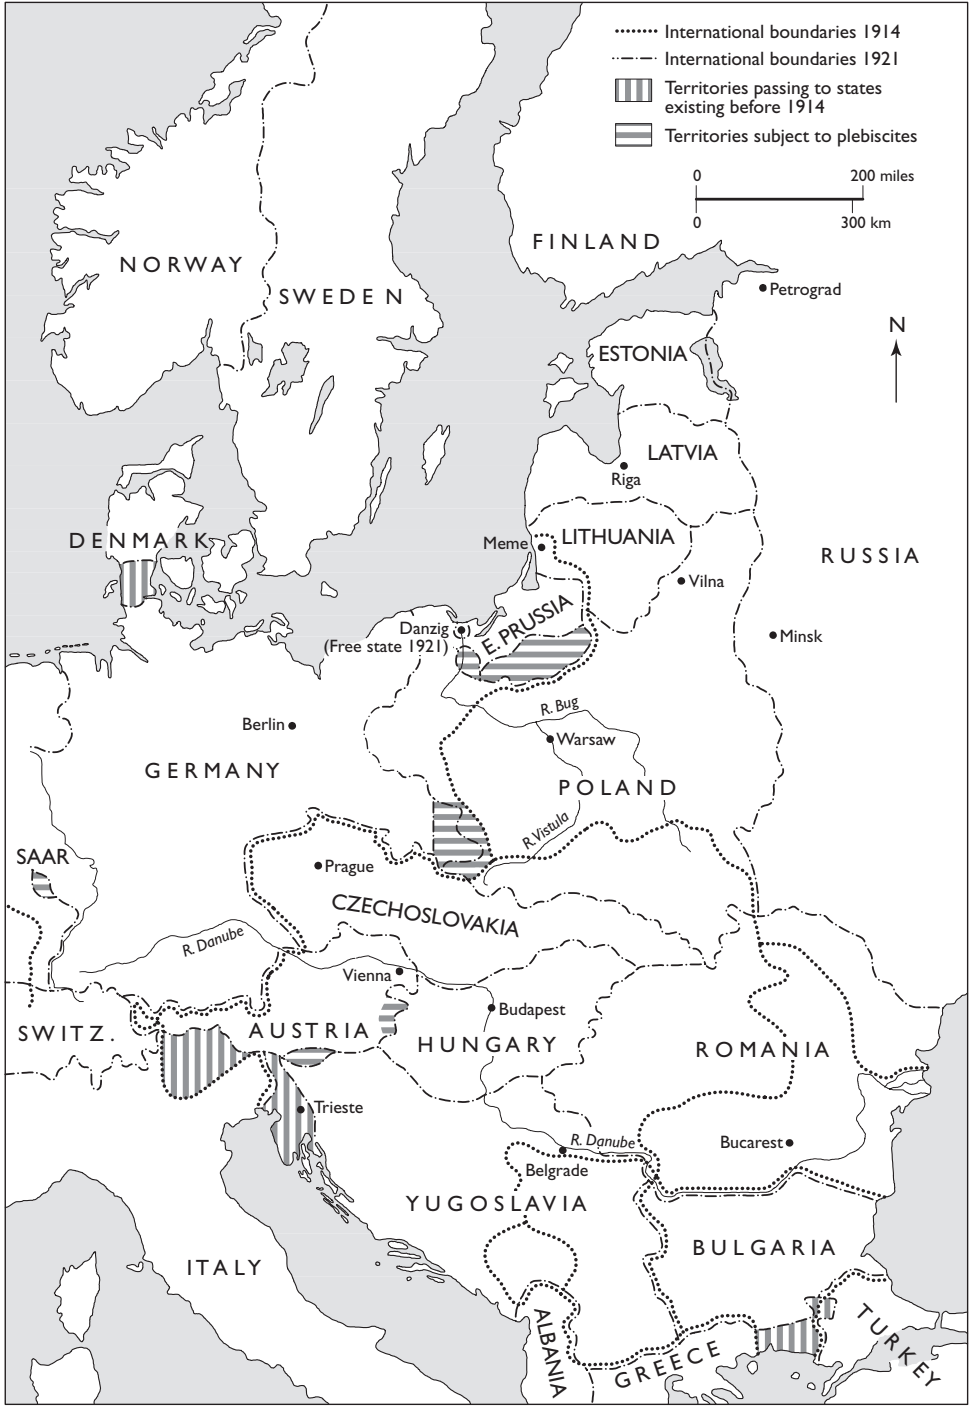 International boundaries 1914
International boundaries 1921
Territories passing to states
existing before 1914
Territories subject to plebiscites
0 200 miles
0 300 km
FINLAND
NORWAY
SWEDEN
Petrograd
N
ESTONIA
LATVIA
Riga
DENMARK
LITHUANIA
Meme
RUSSIA
Vilna
E. PRUSSIA
Danzig
(Free state 1921)
Minsk
R. Bug
Berlin
Warsaw
GERMANY
POLAND
R. Vistula
SAAR
Prague
CZECHOSLOVAKIA
R. Danube
Vienna
Budapest
SWITZ.
AUSTRIA
HUNGARY
ROMANIA
Trieste
R. Danube
Bucarest
Belgrade
YUGOSLAVIA
BULGARIA
ITALY
ALBANIA
GREECE
TURKEY